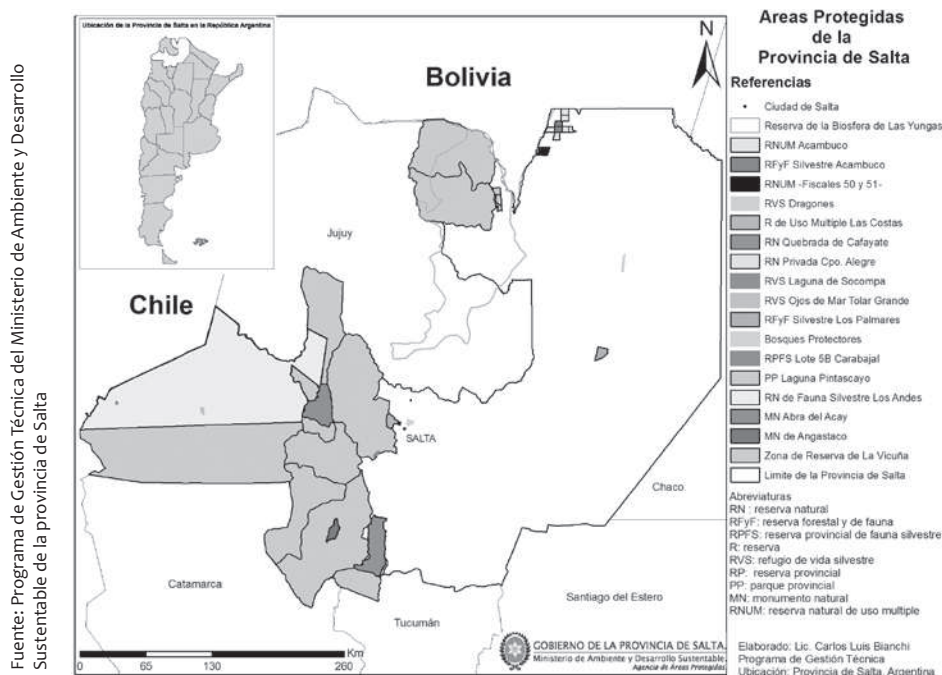 Fuente: Programa de Gestión Técnica del Ministerio de Ambiente y Desarrollo
Sustentable de la provincia de Salta
Ubicación de la Provincia de Salta en la República Argentina
Bolivia
N
Jujuy
Chile
SALTA
Chaco
Catamarca
Santiago del Estero
Tucumán
Km
0 65 130 260
GOBIERNO DE LA PROVINCIA DE SALTA.
Ministerio de Ambiente y Desarrollo Sustentable.
Agencia de Áreas Protegidas.
Areas Protegidas
de la
Provincia de Salta
Referencias
Ciudad de Salta
Reserva de la Biosfera de Las Yungas
RNUM Acambuco
RFyF Silvestre Acambuco
RNUM -Fiscales 50 y 51-
RVS Dragones
R de Uso Multiple Las Costas
RN Quebrada de Cafayate
RN Privada Cpo. Alegre
RVS Laguna de Socompa
RVS Ojos de Mar Tolar Grande
RFyF Silvestre Los Palmares
Bosques Protectores
RPFS Lote 5B Carabajal
PP Laguna Pintascayo
RN de Fauna Silvestre Los Andes
MN Abra del Acay
MN de Angastaco
Zona de Reserva de La Vicuña
Limite de la Provincia de Salta
Abreviaturas
RN : reserva natural
RFyF: reserva forestal y de fauna
RPFS: reserva provincial de fauna silvestre
R: reserva
RVS: refugio de vida silvestre
RP: reserva provincial
PP: parque provincial
MN: monumento natural
RNUM: reserva natural de uso multiple
Elaborado: Lic. Carlos Luis Bianchi
Programa de Gestión Técnica
Ubicación: Provincia de Salta, Argentina